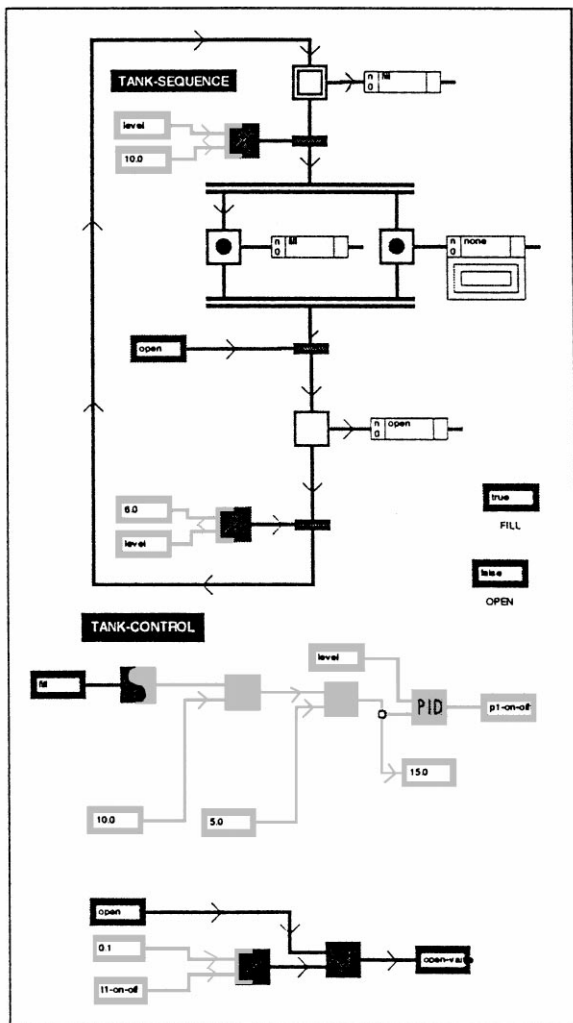 TANK-SEQUENCE
n fill
0
level
10.0
n fill
0
n none
0
open
n open
0
6.0
level
true
FILL
false
OPEN
TANK-CONTROL
fill
level
PID
p1-on-off
15.0
10.0
5.0
open
0.1
l1-on-off